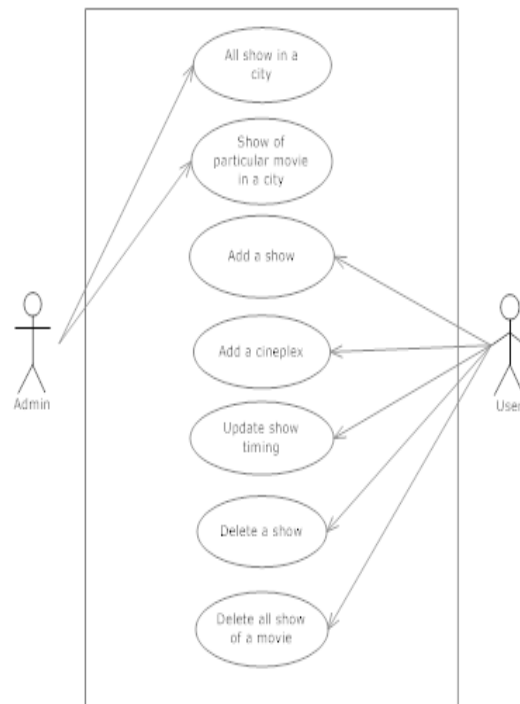 All show in a
city
Show of
particular movie
in a city
Add a show
Add a cineplex
Update show
timing
Delete a show
Delete all show
of a movie
Admin
User